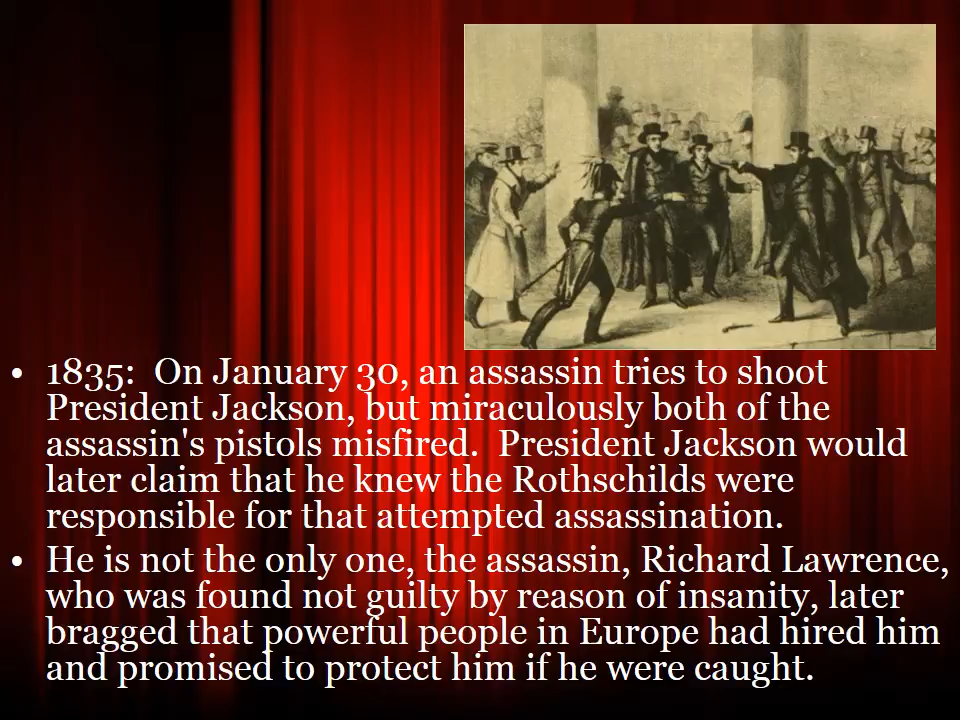 • 1835:  On January 30, an assassin tries to shoot
President Jackson, but miraculously both of the
assassin's pistols misfired.  President Jackson would
later claim that he knew the Rothschilds were
responsible for that attempted assassination.
• He is not the only one, the assassin, Richard Lawrence,
who was found not guilty by reason of insanity, later
bragged that powerful people in Europe had hired him
and promised to protect him if he were caught.